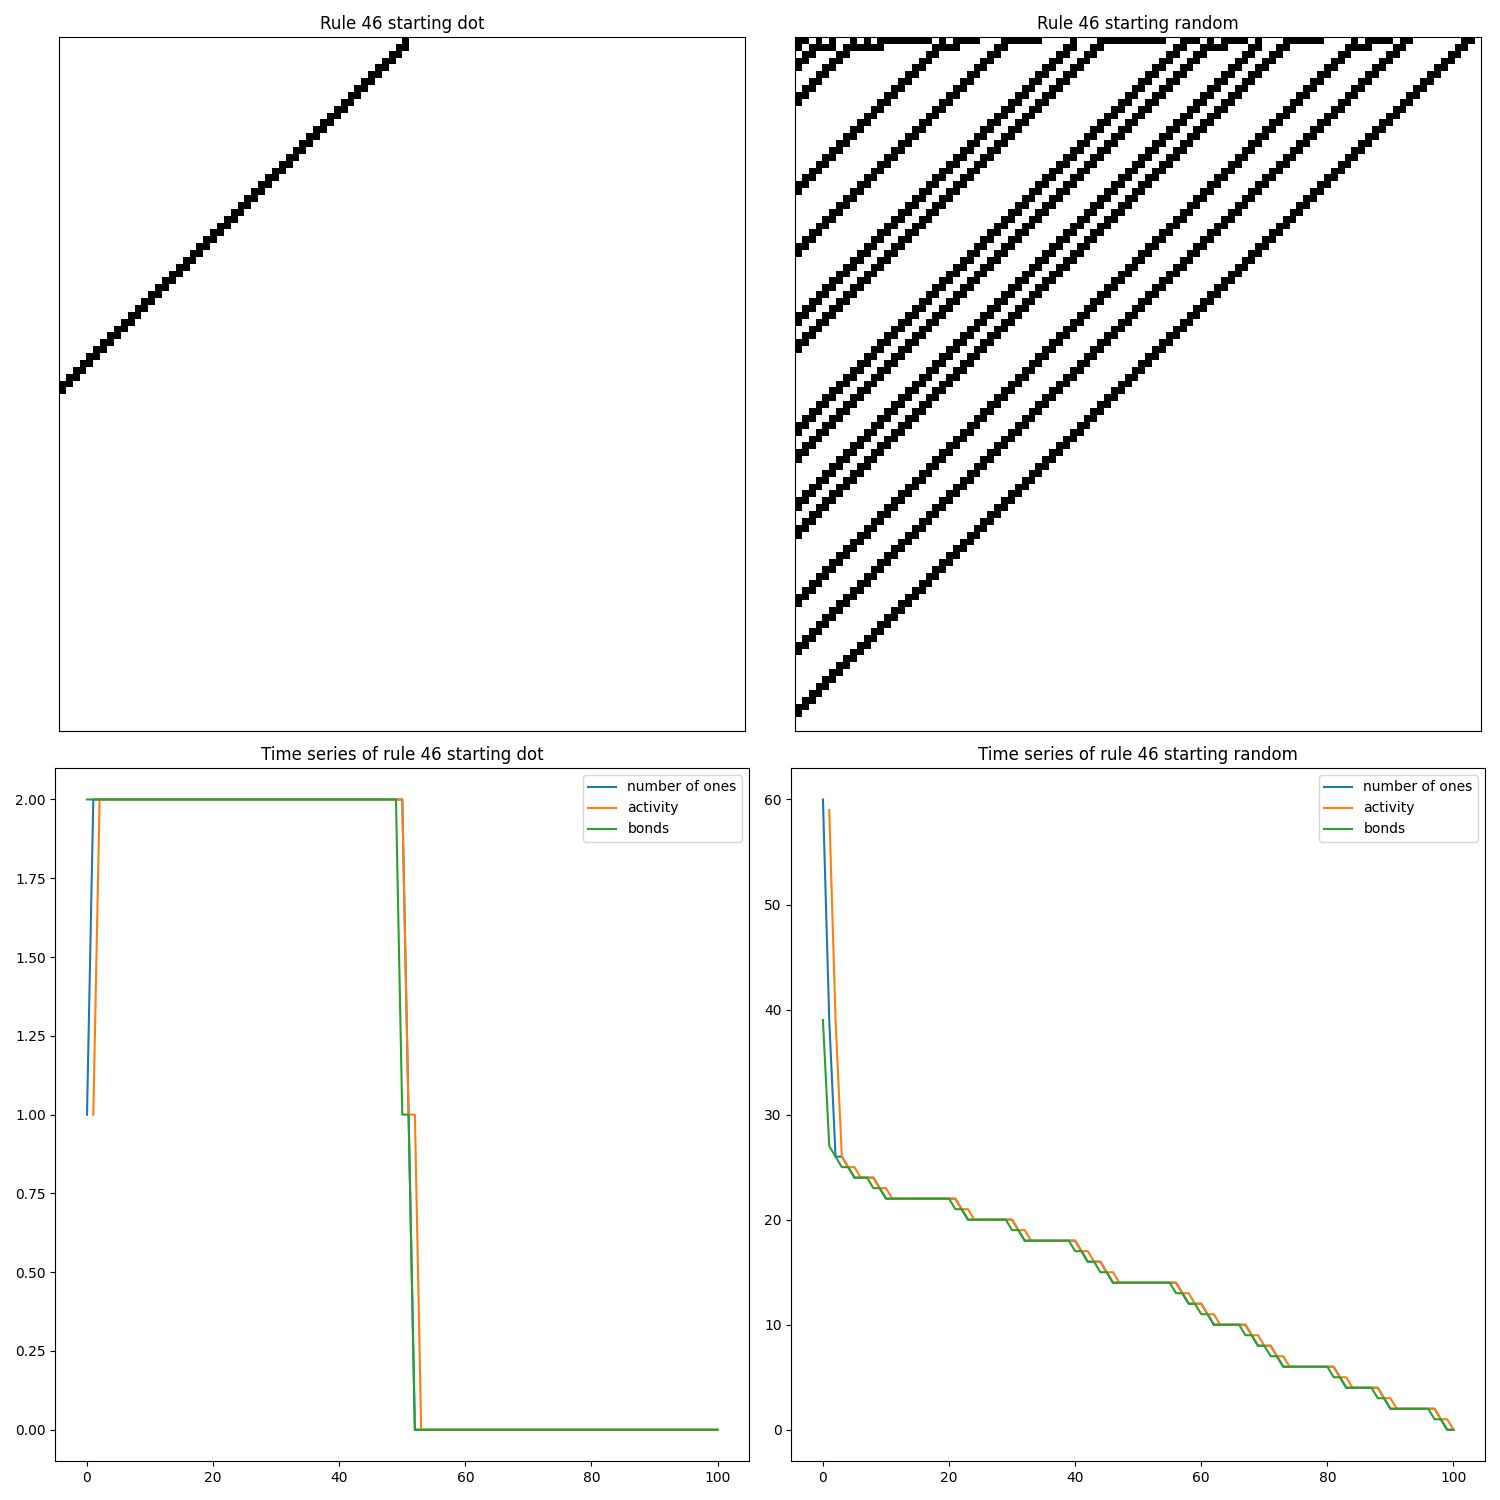 Rule 46 starting dot
Rule 46 starting random
Time series of rule 46 starting dot
number of ones
activity
bonds
2.00
1.75
1.50
1.25
1.00
0.75
0.50
0.25
0.00
0 20 40 60 80 100
Time series of rule 46 starting random
number of ones
activity
bonds
60
50
40
30
20
10
0
0 20 40 60 80 100